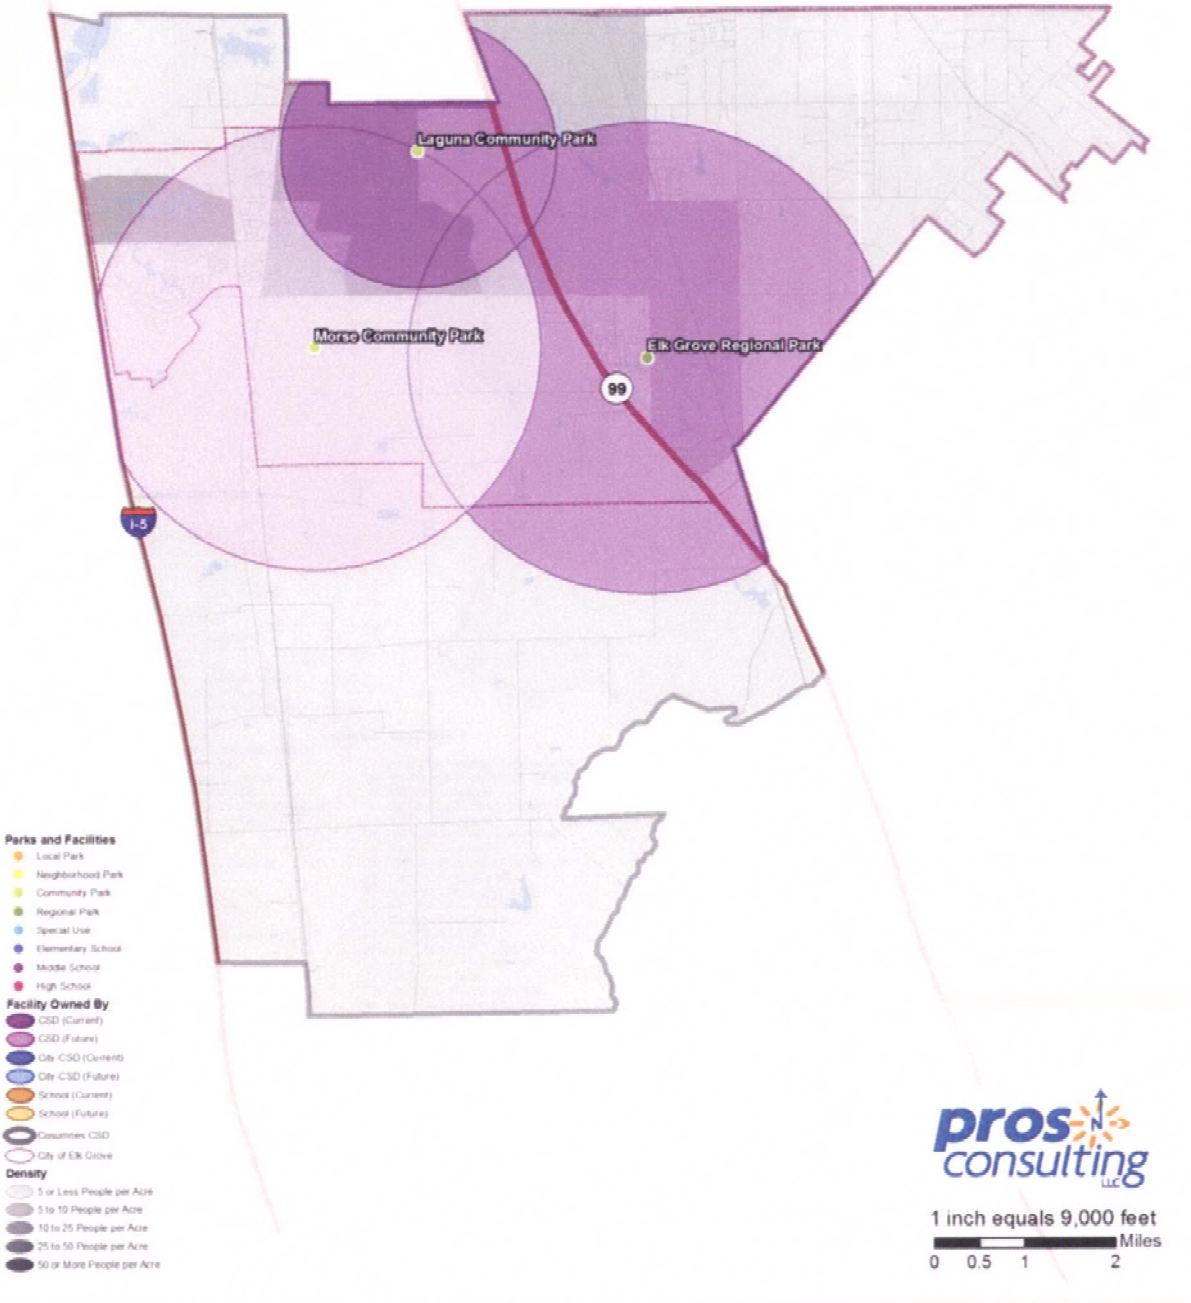 Laguna Community Park
Morse Community Park
Elk Grove Regional Park
99
I-5
Parks and Facilities
Local Park
Neighborhood Park
Community Park
Regional Park
Special Use
Elementary School
Middle School
High School
Facility Owned By
CSD (Current)
CSD (Future)
City-CSD (Current)
City-CSD (Future)
School (Current)
School (Future)
Cosumnes CSD
City of Elk Grove
Density
5 or Less People per Acre
5 to 10 People per Acre
10 to 25 People per Acre
25 to 50 People per Acre
50 or More People per Acre
N
pros
consulting
LLC
1 inch equals 9,000 feet
Miles
0 0.5 1 2